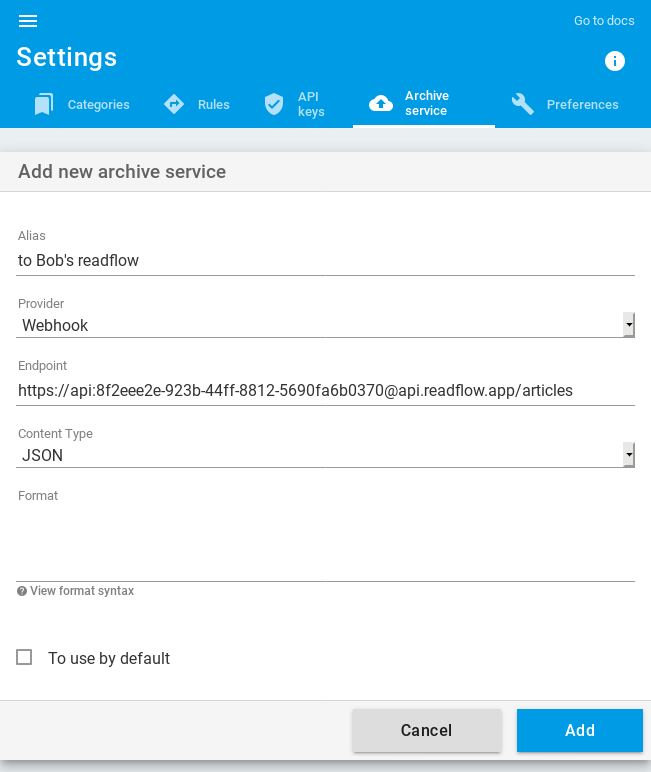 Go to docs
Settings
Categories
Rules
API
keys
Archive
service
Preferences
Add new archive service
Alias
to Bob's readflow
Provider
Webhook
Endpoint
https://api:8f2eee2e-923b-44ff-8812-5690fa6b0370@api.readflow.app/articles
Content Type
JSON
Format
View format syntax
To use by default
Cancel
Add